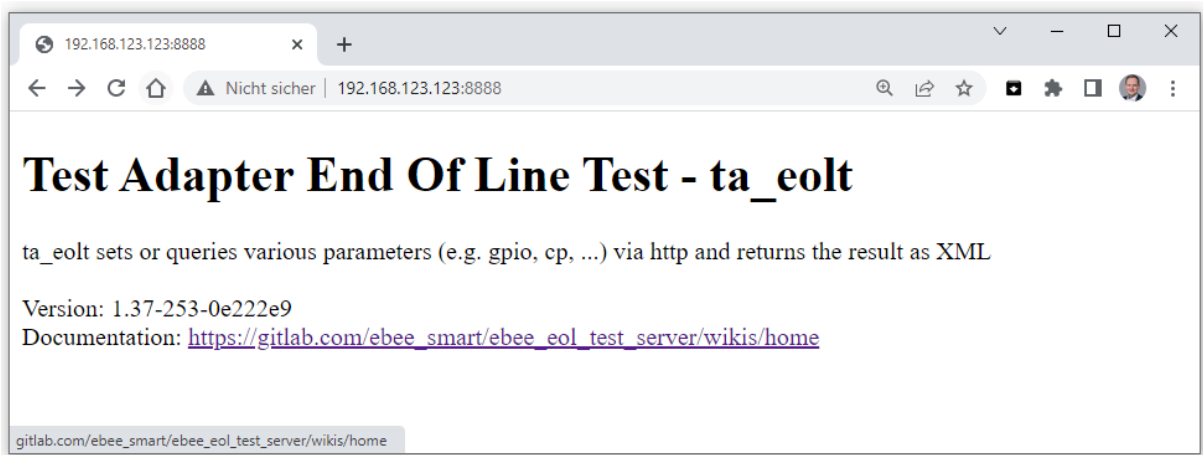 192.168.123.123:8888
Nicht sicher 192.168.123.123:8888
Test Adapter End Of Line Test - ta_eolt
ta_eolt sets or queries various parameters (e.g. gpio, cp, ...) via http and returns the result as XML
Version: 1.37-253-0e222e9
Documentation: https://gitlab.com/ebee_smart/ebee_eol_test_server/wikis/home
gitlab.com/ebee_smart/ebee_eol_test_server/wikis/home